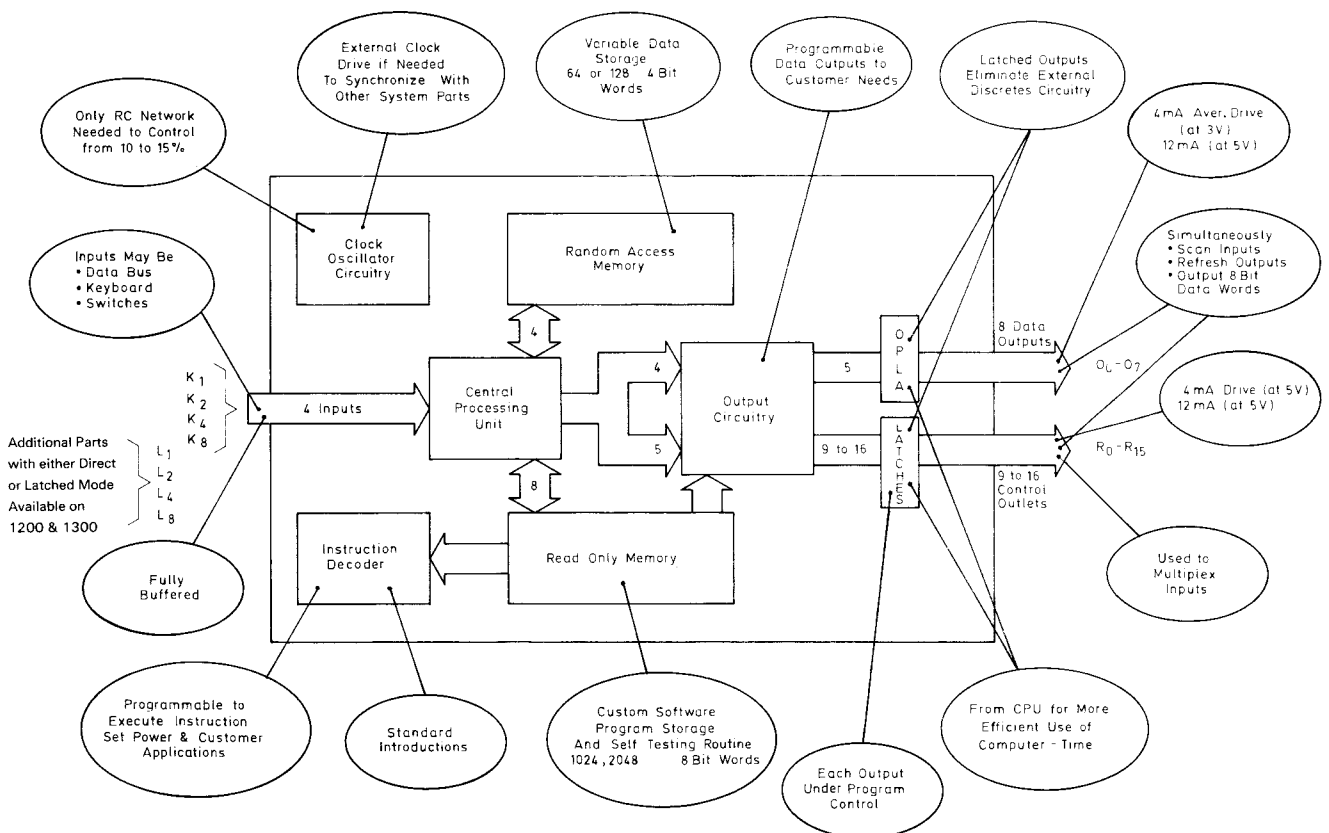 External Clock
Drive if Needed
To Synchronize With
Other System Parts
Variable Data
Storage
64 or 128 4 Bit
Words
Programmable
Data Outputs to
Customer Needs
Latched Outputs
Eliminate External
Discretes Circuitry
4mA Aver. Drive
(at 3V)
12mA (at 5V)
Only RC Network
Needed to Control
from 10 to 15%
Inputs May Be
• Data Bus
• Keyboard
• Switches
Clock
Oscillator
Circuitry
Random Access
Memory
Simultaneously
• Scan Inputs
• Refresh Outputs
• Output 8 Bit
Data Words
4
K1
K2
K4
K8
4 Inputs
Central
Processing
Unit
4
5
Output
Circuitry
5
OPLA
8 Data
Outputs
O0-O7
4mA Drive (at 5V)
12mA (at 5V)
9 to 16
LATCHES
R0-R15
9 to 16
Control
Outlets
Additional Parts
with either Direct
or Latched Mode
Available on
1200 & 1300
L1
L2
L4
L8
8
Fully
Buffered
Instruction
Decoder
Read Only Memory
Used to
Multiplex
Inputs
Programmable to
Execute Instruction
Set Power & Customer
Applications
Standard
Introductions
Custom Software
Program Storage
And Self Testing Routine
1024, 2048 8 Bit Words
Each Output
Under Program
Control
From CPU for More
Efficient Use of
Computer - Time